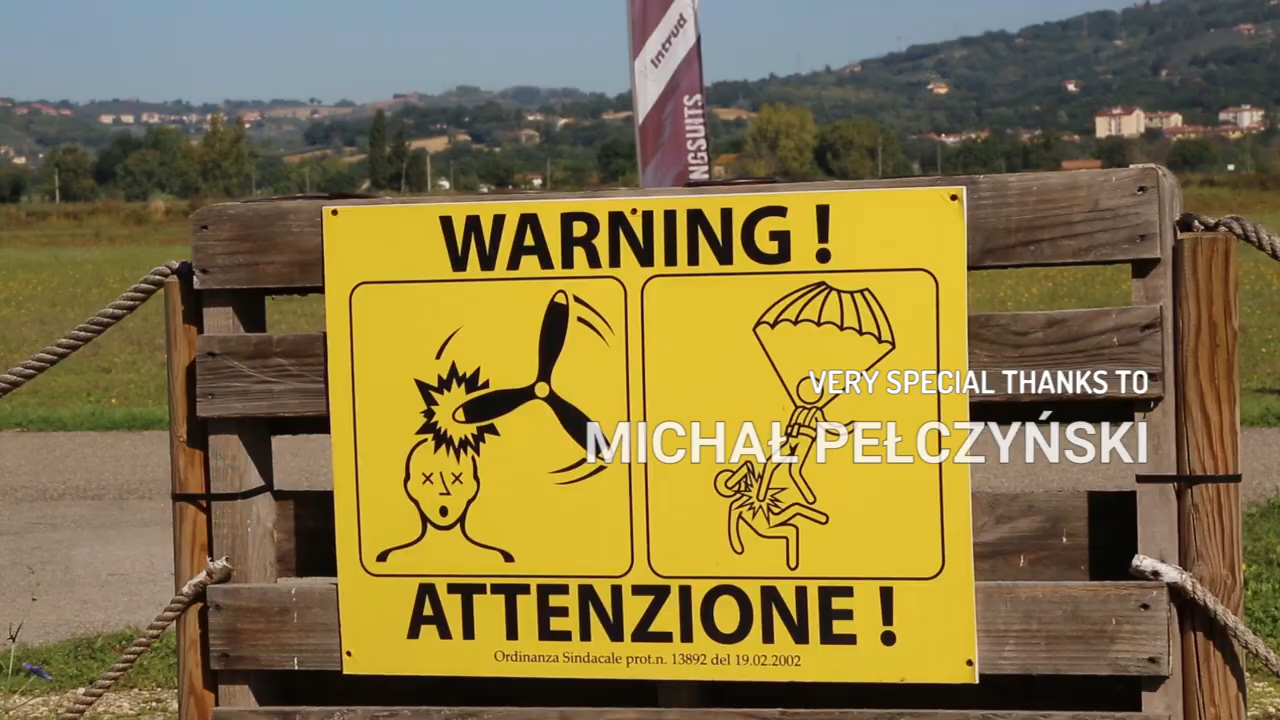 Intrud
NGSUITS
WARNING !
VERY SPECIAL THANKS TO
MICHAŁ PEŁCZYŃSKI
ATTENZIONE !
Ordinanza Sindacale prot.n. 13892 del 19.02.2002